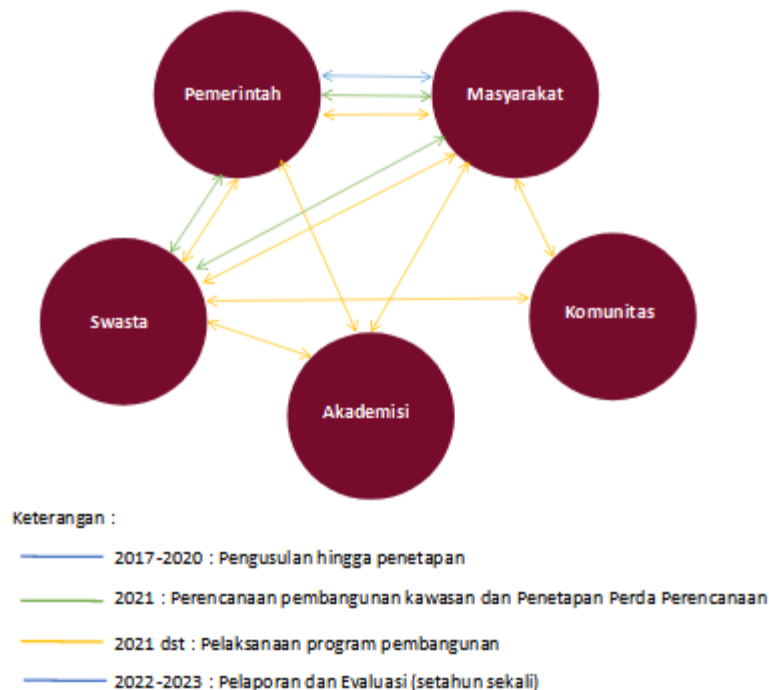 Pemerintah
Masyarakat
Swasta
Komunitas
Akademisi
Keterangan :
2017-2020 : Pengusulan hingga penetapan
2021 : Perencanaan pembangunan kawasan dan Penetapan Perda Perencanaan
2021 dst : Pelaksanaan program pembangunan
2022-2023 : Pelaporan dan Evaluasi (setahun sekali)